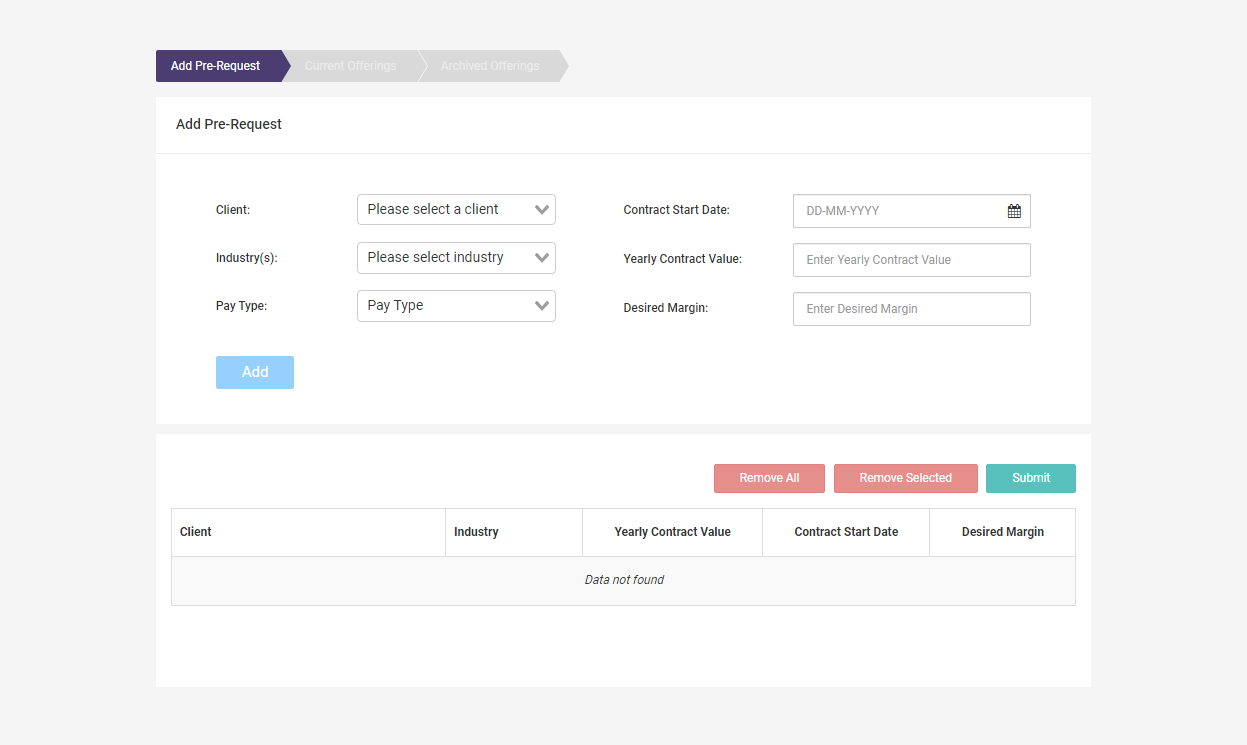 Add Pre-Request Current Offerings Archived Offerings
Add Pre-Request
Client: Please select a client Contract Start Date: DD-MM-YYYY
Industry(s): Please select industry Yearly Contract Value: Enter Yearly Contract Value
Pay Type: Pay Type Desired Margin: Enter Desired Margin
Add
Remove All Remove Selected Submit
Client Industry Yearly Contract Value Contract Start Date Desired Margin
Data not found